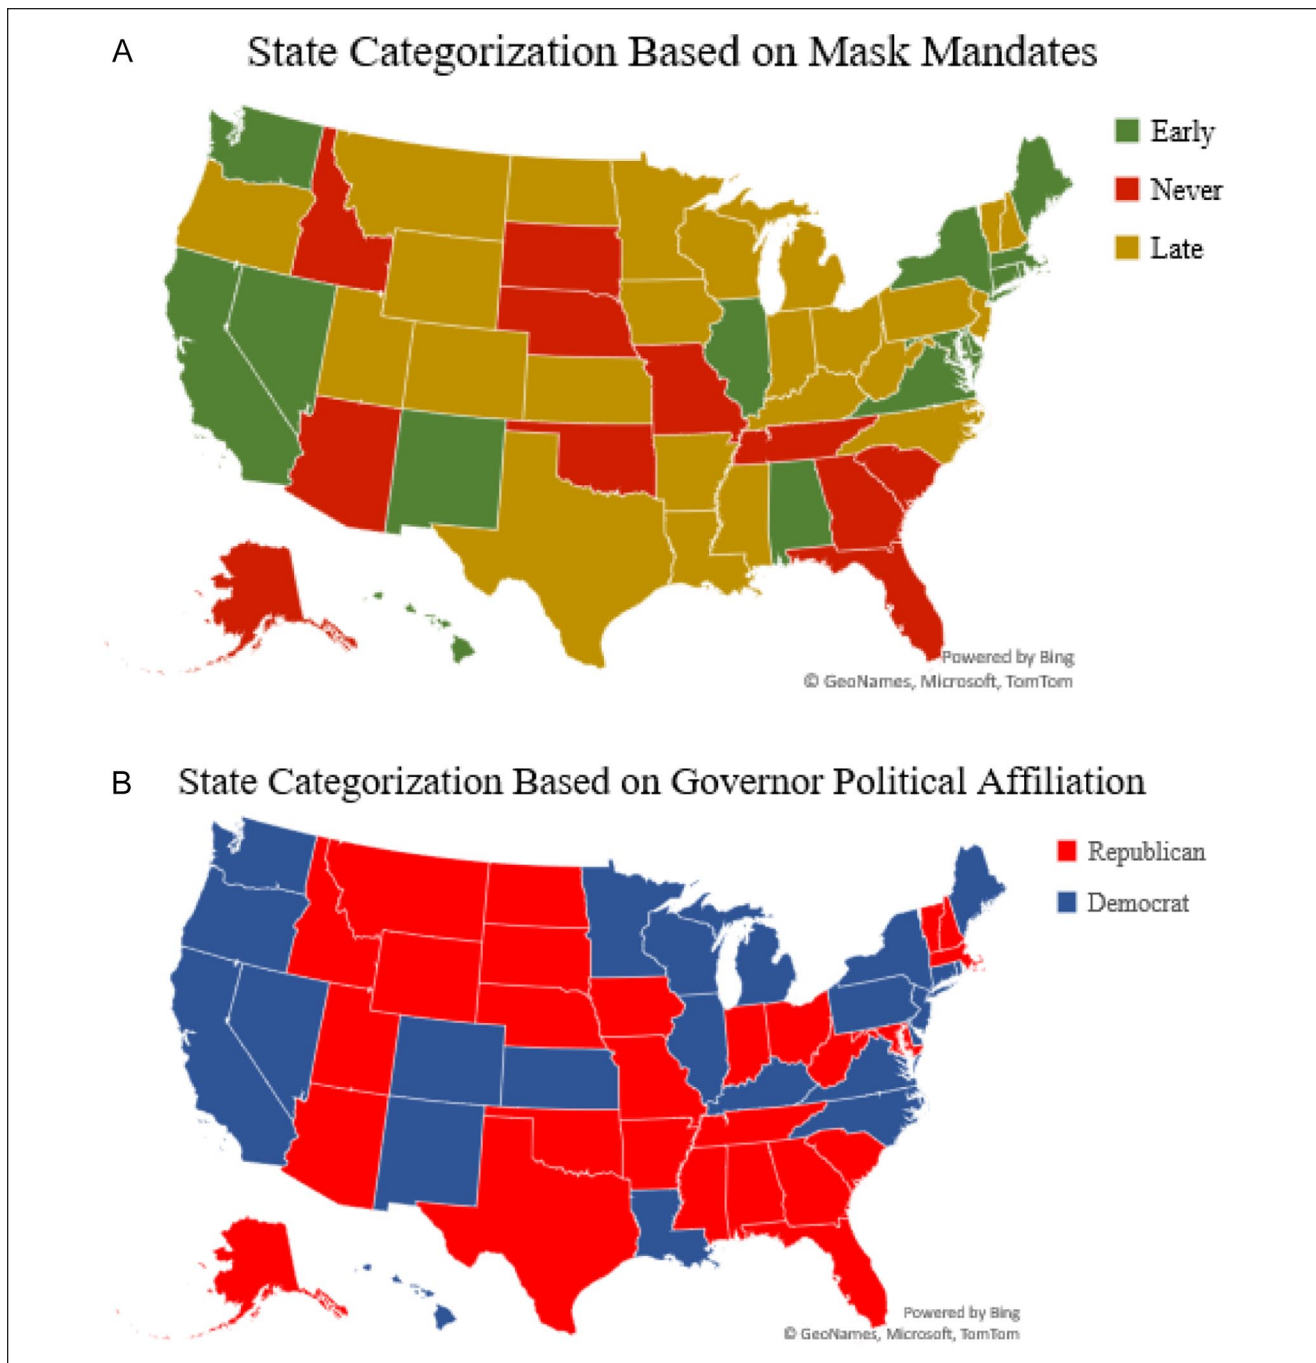 A
State Categorization Based on Mask Mandates
Early
Never
Late
Powered by Bing
© GeoNames, Microsoft, TomTom
B
State Categorization Based on Governor Political Affiliation
Republican
Democrat
Powered by Bing
© GeoNames, Microsoft, TomTom